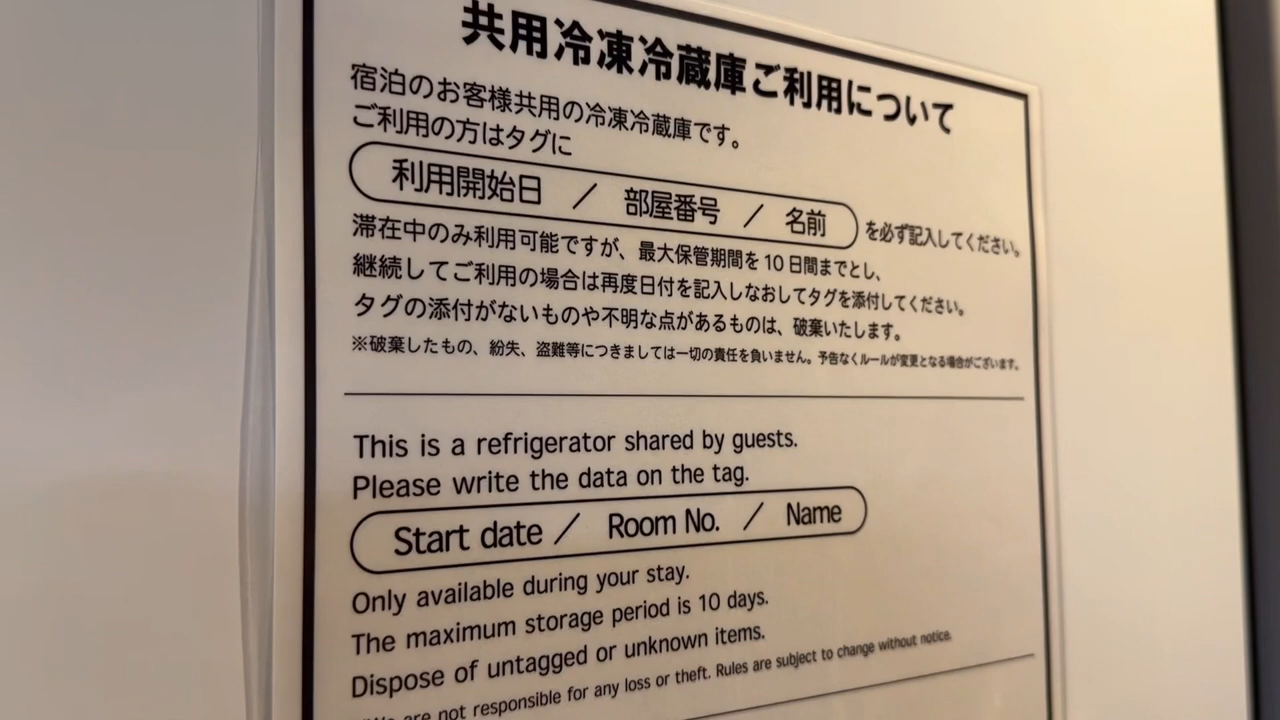 共用冷凍冷蔵庫ご利用について
宿泊のお客様共用の冷凍冷蔵庫です。
ご利用の方はタグに
利用開始日 / 部屋番号 / 名前 を必ず記入してください。
滞在中のみ利用可能ですが、最大保管期間を10日間までとし、
継続してご利用の場合は再度日付を記入しなおしてタグを添付してください。
タグの添付がないものや不明な点があるものは、破棄いたします。
※破棄したもの、紛失、盗難等につきましては一切の責任を負いません。予告なくルールが変更となる場合がございます。
This is a refrigerator shared by guests.
Please write the data on the tag.
Start date / Room No. / Name
Only available during your stay.
The maximum storage period is 10 days.
Dispose of untagged or unknown items.
We are not responsible for any loss or theft. Rules are subject to change without notice.